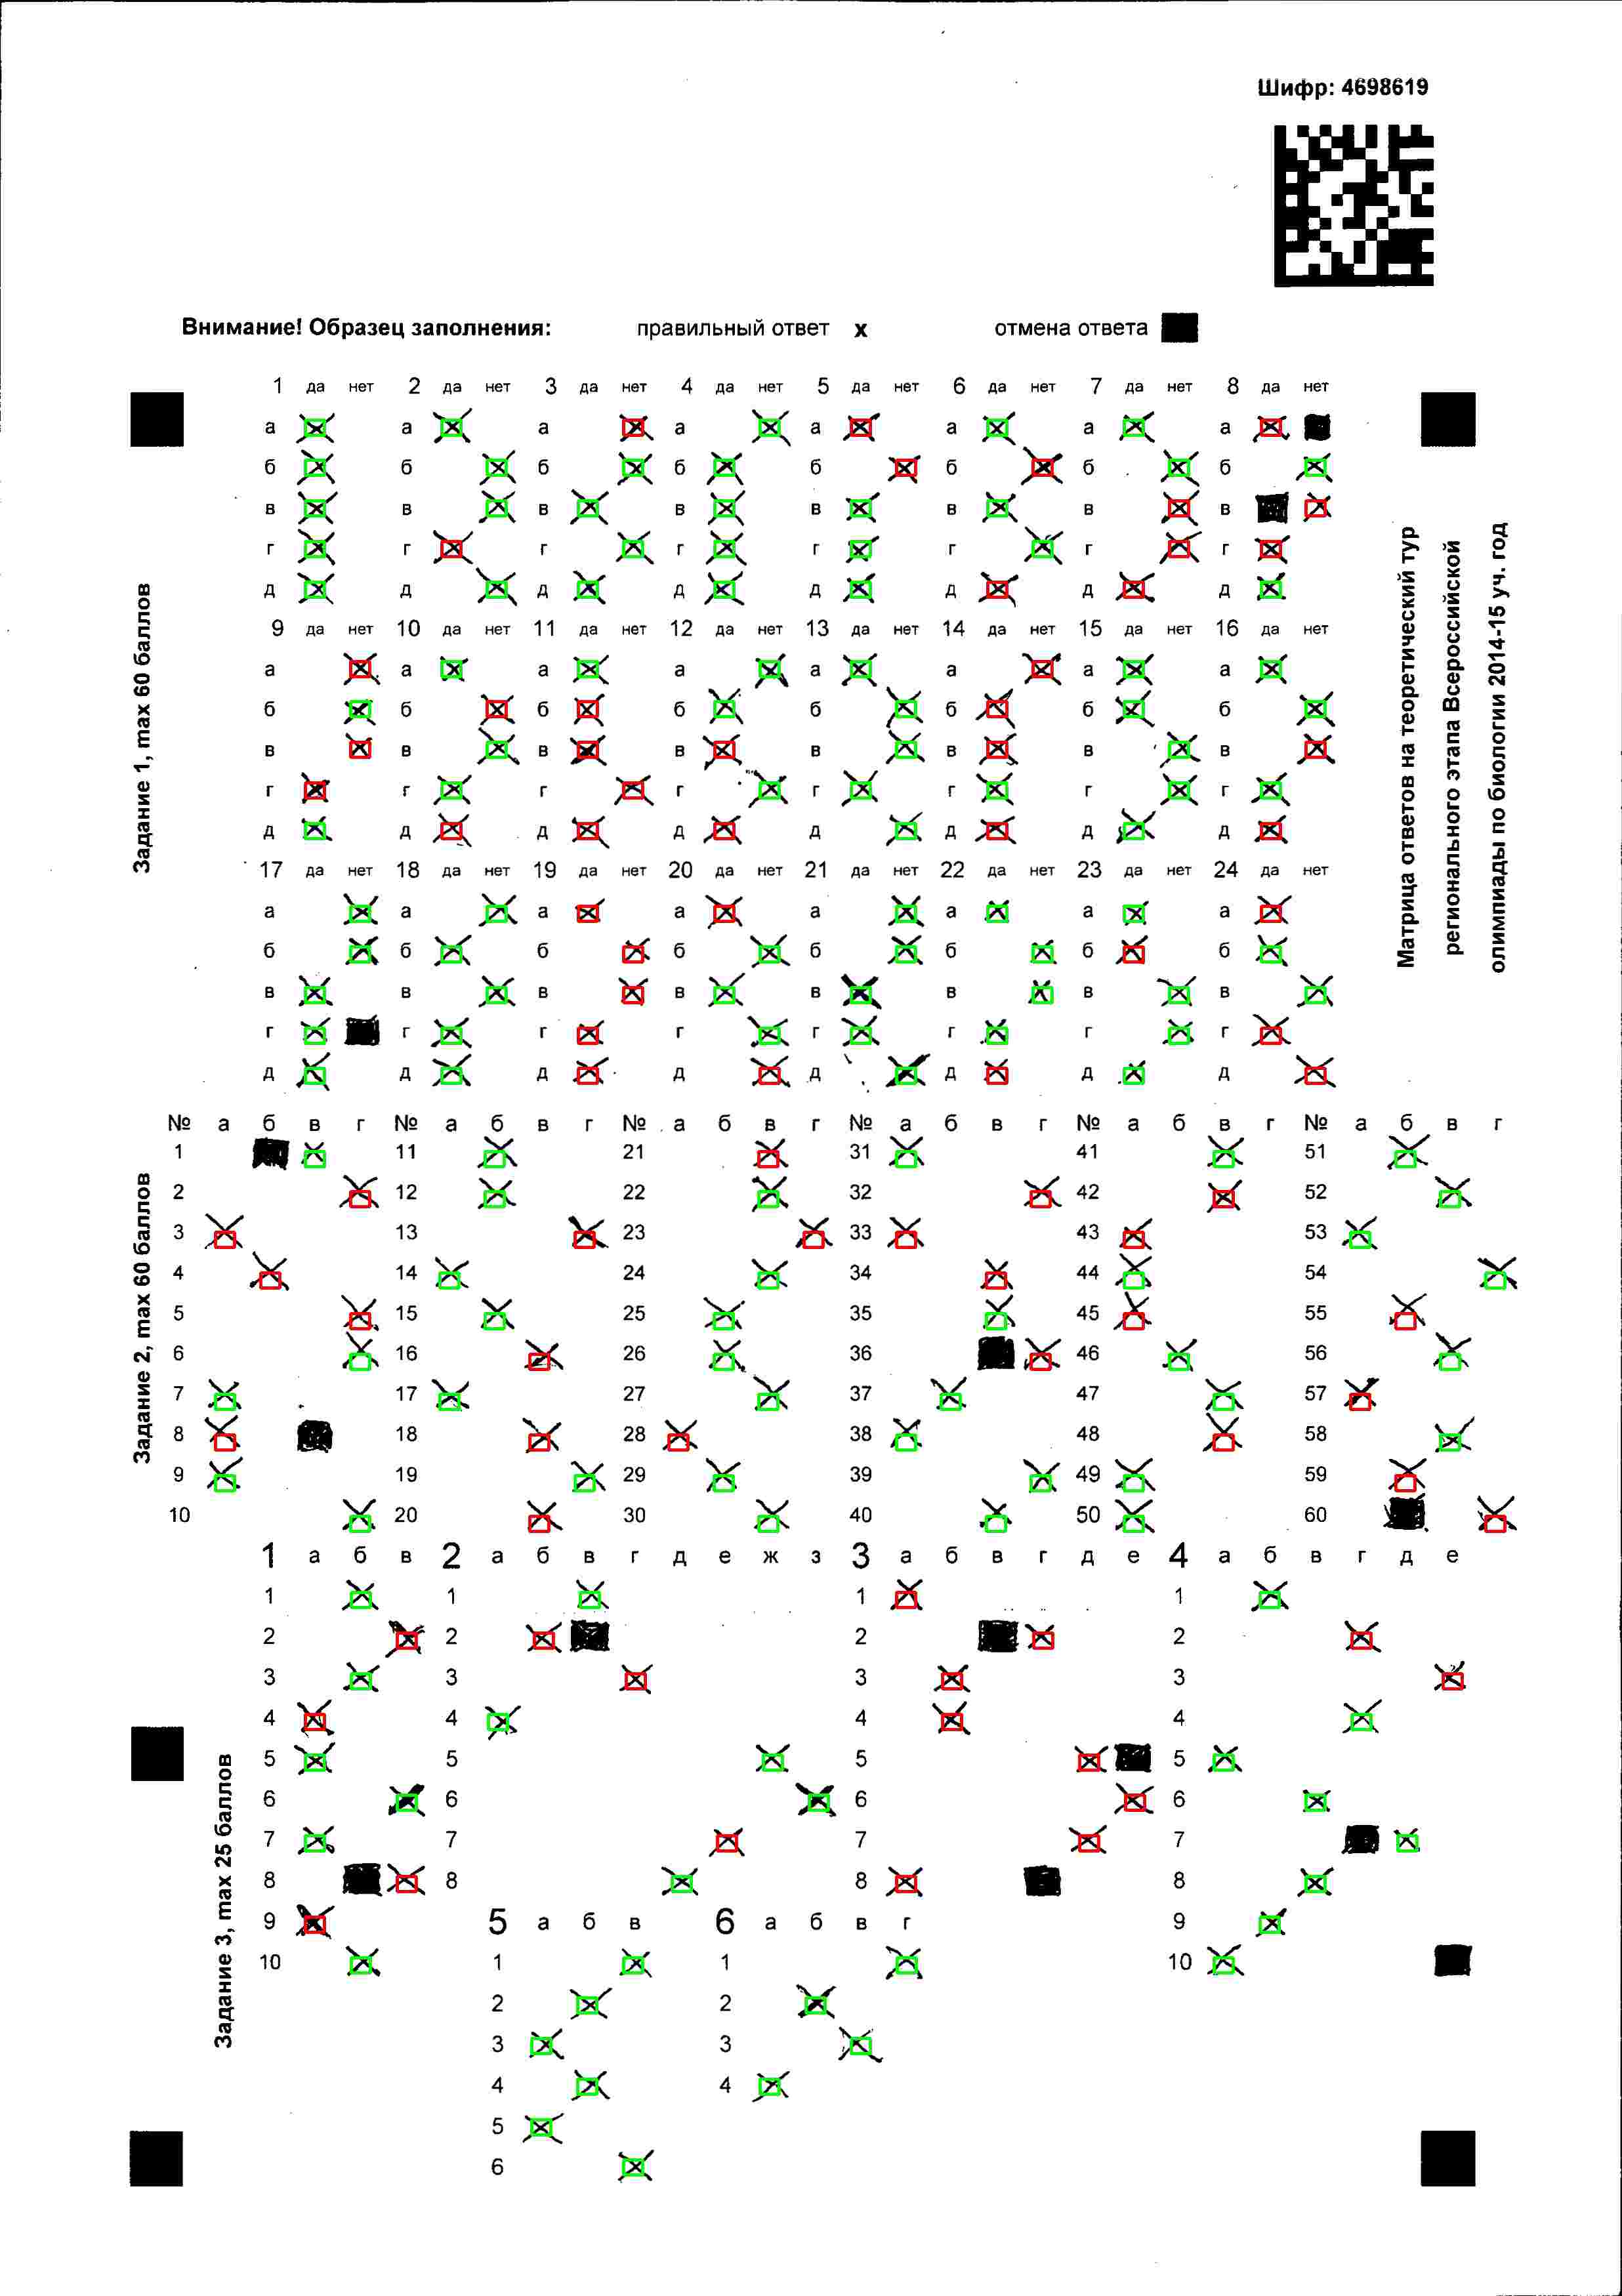 Шифр: 4698619
Внимание! Образец заполнения: правильный ответ x отмена ответа
1 да нет 2 да нет 3 да нет 4 да нет 5 да нет 6 да нет 7 да нет 8 да нет
а а а а а а а а
б б б б б б б б
в в в в в в в в
г г г г г г г г
д д д д д д д д
9 да нет 10 да нет 11 да нет 12 да нет 13 да нет 14 да нет 15 да нет 16 да нет
а а а а а а а а
б б б б б б б б
в в в в в в в в
г г г г г г г г
д д д д д д д д
17 да нет 18 да нет 19 да нет 20 да нет 21 да нет 22 да нет 23 да нет 24 да нет
а а а а а а а а
б б б б б б б б
в в в в в в в в
г г г г г г г г
д д д д д д д д
Задание 1, max 60 баллов
Матрица ответов на теоретический тур
регионального этапа Всероссийской
олимпиады по биологии 2014-15 уч. год
№ а б в г № а б в г № а б в г № а б в г № а б в г № а б в г
1 11 21 31 41 51
2 12 22 32 42 52
3 13 23 33 43 53
4 14 24 34 44 54
5 15 25 35 45 55
6 16 26 36 46 56
7 17 27 37 47 57
8 18 28 38 48 58
9 19 29 39 49 59
10 20 30 40 50 60
Задание 2, max 60 баллов
1 а б в 2 а б в г д е ж з 3 а б в г д е 4 а б в г д е
1 1 1 1
2 2 2 2
3 3 3 3
4 4 4 4
5 5 5 5
6 6 6 6
7 7 7 7
8 8 8 8
9 5 а б в 6 а б в г 9
10 1 1 10
2 2
3 3
4 4
5
6
Задание 3, max 25 баллов